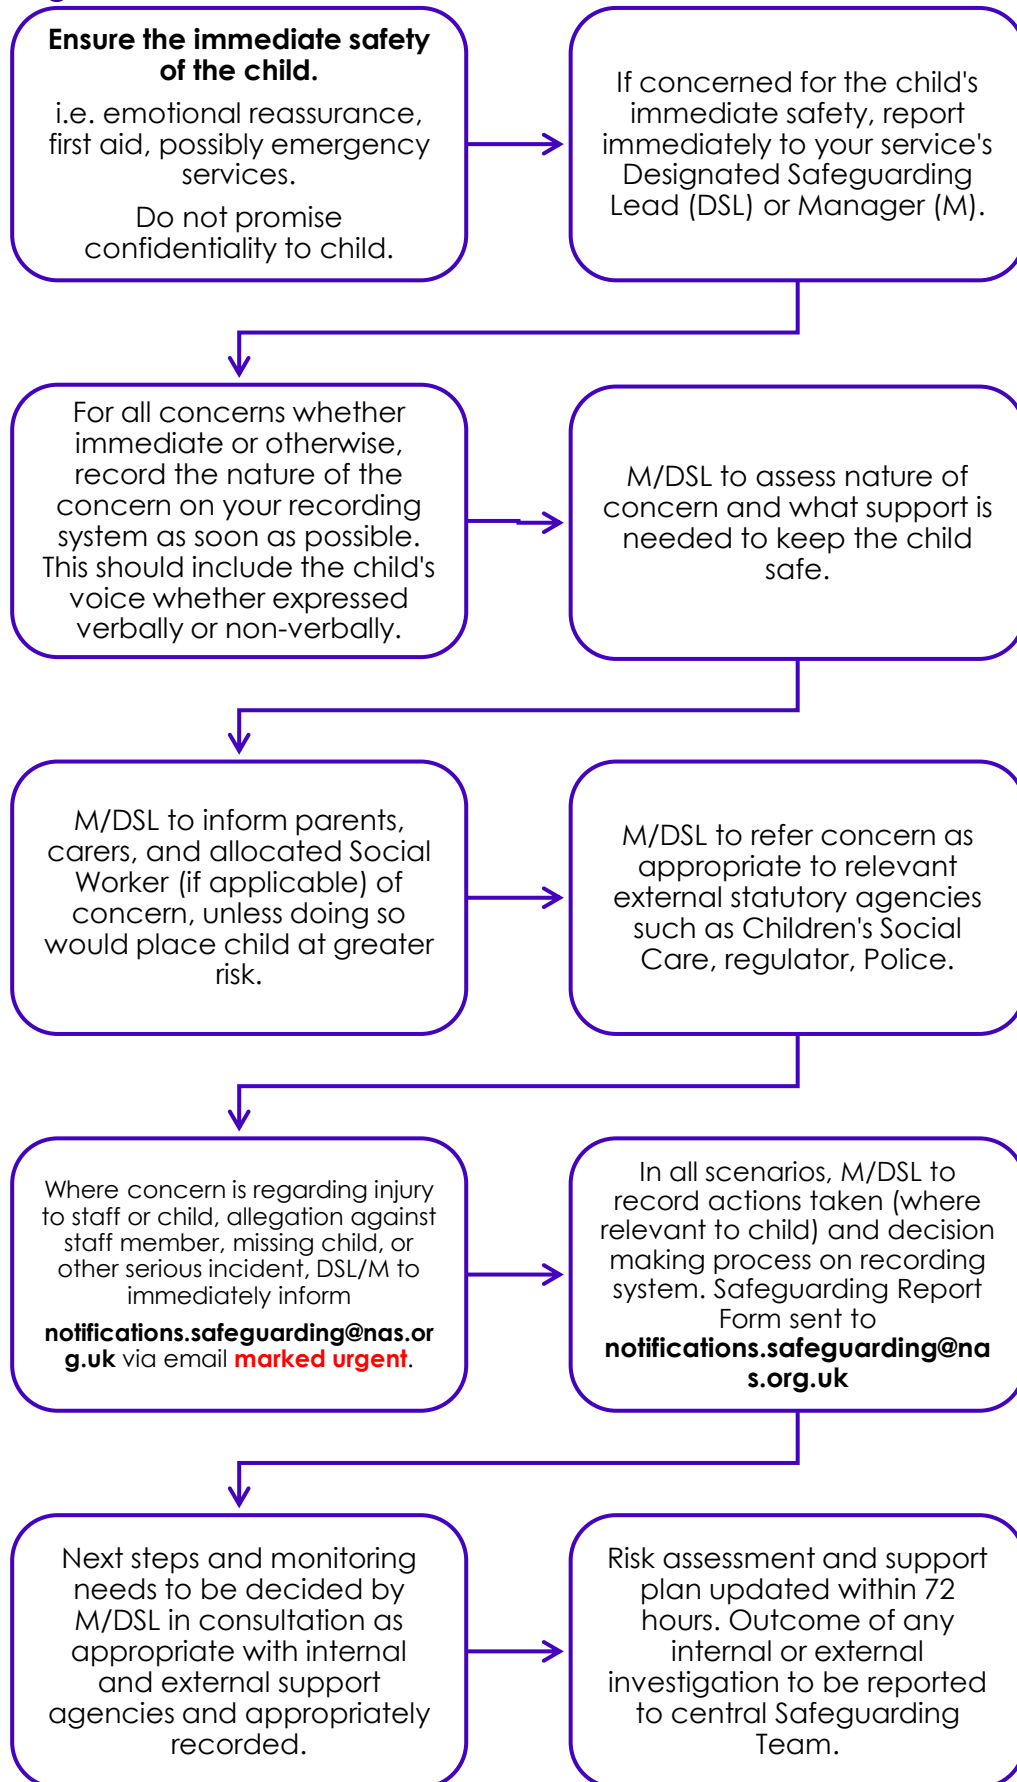 Ensure the immediate safety
of the child.
i.e. emotional reassurance,
first aid, possibly emergency
services.
Do not promise
confidentiality to child.
If concerned for the child's
immediate safety, report
immediately to your service's
Designated Safeguarding
Lead (DSL) or Manager (M).
For all concerns whether
immediate or otherwise,
record the nature of the
concern on your recording
system as soon as possible.
This should include the child's
voice whether expressed
verbally or non-verbally.
M/DSL to assess nature of
concern and what support is
needed to keep the child
safe.
M/DSL to inform parents,
carers, and allocated Social
Worker (if applicable) of
concern, unless doing so
would place child at greater
risk.
M/DSL to refer concern as
appropriate to relevant
external statutory agencies
such as Children's Social
Care, regulator, Police.
Where concern is regarding injury
to staff or child, allegation against
staff member, missing child, or
other serious incident, DSL/M to
immediately inform
notifications.safeguarding@nas.or
g.uk via email marked urgent.
In all scenarios, M/DSL to
record actions taken (where
relevant to child) and decision
making process on recording
system. Safeguarding Report
Form sent to
notifications.safeguarding@na
s.org.uk
Next steps and monitoring
needs to be decided by
M/DSL in consultation as
appropriate with internal
and external support
agencies and appropriately
recorded.
Risk assessment and support
plan updated within 72
hours. Outcome of any
internal or external
investigation to be reported
to central Safeguarding
Team.